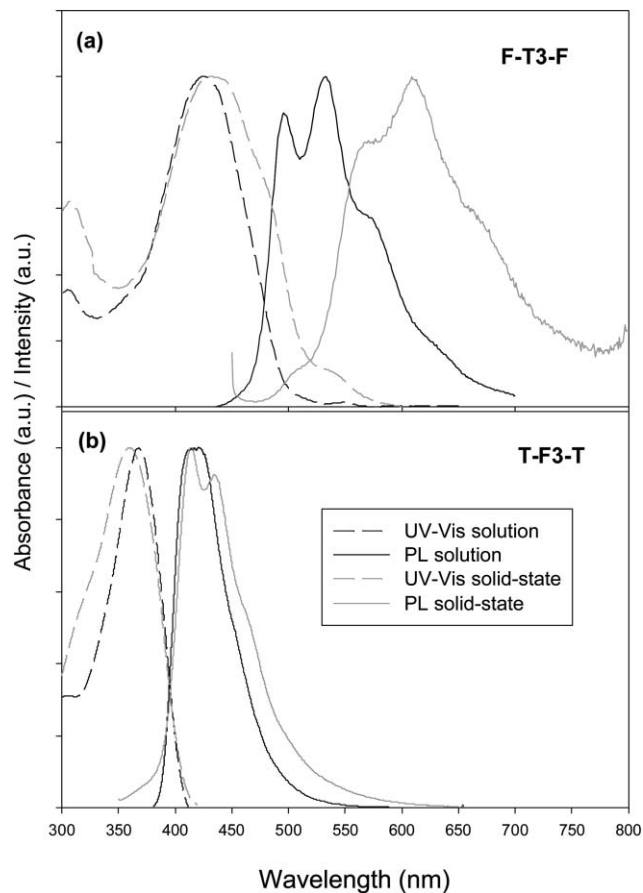 (a)
F-T3-F
(b)
T-F3-T
UV-Vis solution
PL solution
UV-Vis solid-state
PL solid-state
Absorbance (a.u.) / Intensity (a.u.)
300 350 400 450 500 550 600 650 700 750 800
Wavelength (nm)